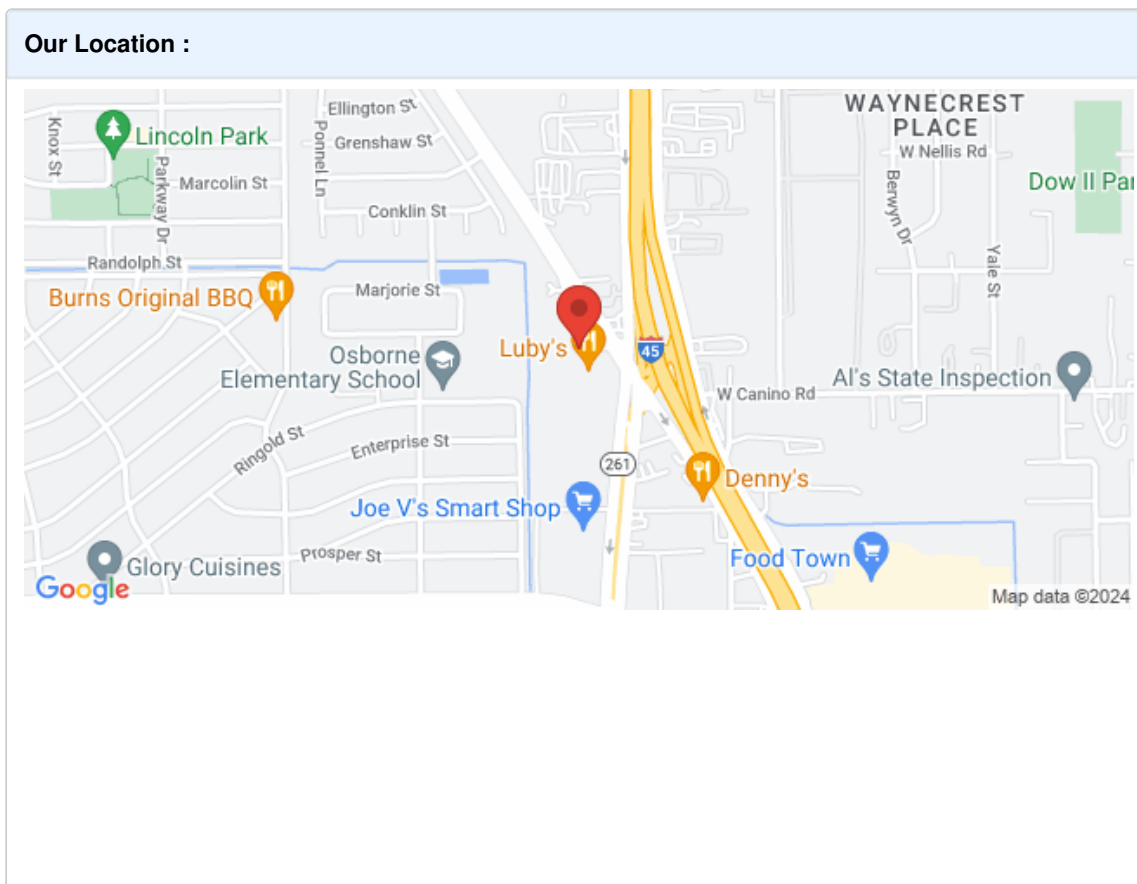 Our Location :
Ellington St
WAYNECREST
PLACE
Knox St
Lincoln Park
Ponnel Ln
Grenshaw St
W Nellis Rd
Parkway Dr
Marcolin St
Berwyn Dr
Dow II Par
Conklin St
Randolph St
Yale St
Burns Original BBQ
Marjorie St
Luby's
45
Osborne
Elementary School
Al's State Inspection
W Canino Rd
Ringold St
Enterprise St
261
Denny's
Joe V's Smart Shop
Prosper St
Food Town
Glory Cuisines
Google
Map data ©2024